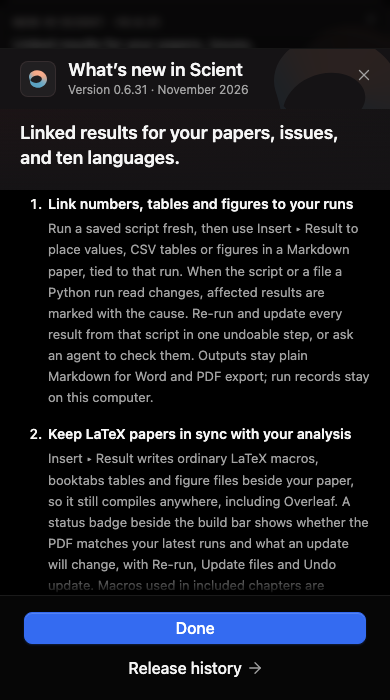 What's new in Scient
Version 0.6.31 · November 2026
Linked results for your papers, issues,
and ten languages.
1. Link numbers, tables and figures to your runs
Run a saved script fresh, then use Insert ▸ Result to
place values, CSV tables or figures in a Markdown
paper, tied to that run. When the script or a file a
Python run read changes, affected results are
marked with the cause. Re-run and update every
result from that script in one undoable step, or ask
an agent to check them. Outputs stay plain
Markdown for Word and PDF export; run records stay
on this computer.
2. Keep LaTeX papers in sync with your analysis
Insert ▸ Result writes ordinary LaTeX macros,
booktabs tables and figure files beside your paper,
so it still compiles anywhere, including Overleaf. A
status badge beside the build bar shows whether the
PDF matches your latest runs and what an update
will change, with Re-run, Update files and Undo
update. Macros used in included chapters are
Done
Release history →